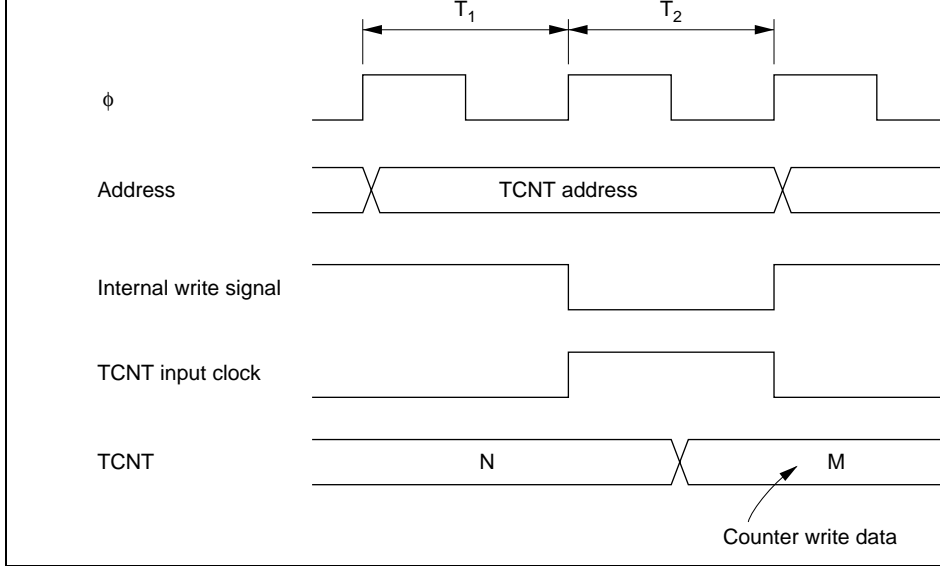 T₁ T₂
ϕ
Address TCNT address
Internal write signal
TCNT input clock
TCNT N M
Counter write data